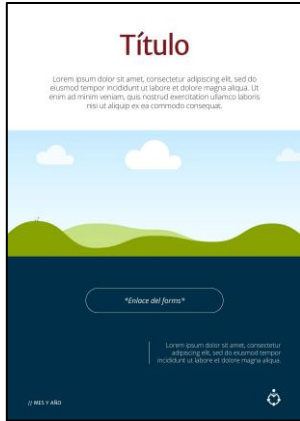 Título
Lorem ipsum dolor sit amet, consectetur adipiscing elit, sed do
eiusmod tempor incididunt ut labore et dolore magna aliqua. Ut
enim ad minim veniam, quis nostrud exercitation ullamco laboris
nisi ut aliquip ex ea commodo consequat.
*Enlace del forms*
Lorem ipsum dolor sit amet, consectetur
adipiscing elit, sed do eiusmod tempor
incididunt ut labore et dolore magna aliqua.
// MES Y AÑO